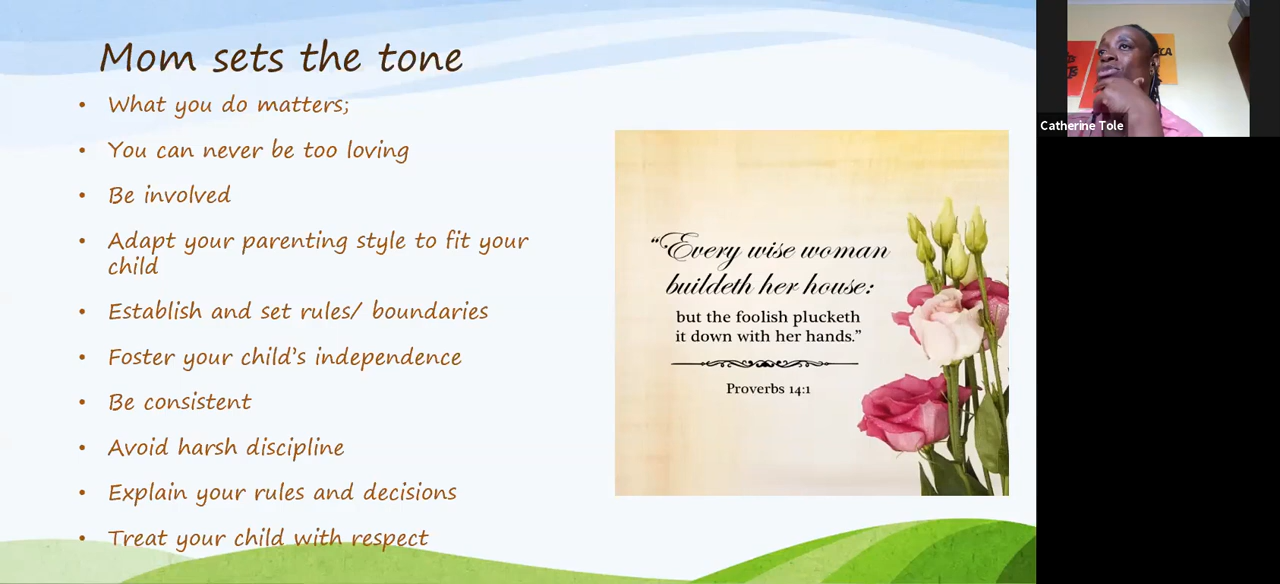 Mom sets the tone
• What you do matters;
• You can never be too loving
• Be involved
• Adapt your parenting style to fit your
child
• Establish and set rules/ boundaries
• Foster your child's independence
• Be consistent
• Avoid harsh discipline
• Explain your rules and decisions
• Treat your child with respect
“Every wise woman
buildeth her house:
but the foolish plucketh
it down with her hands.”
Proverbs 14:1
Catherine Tole